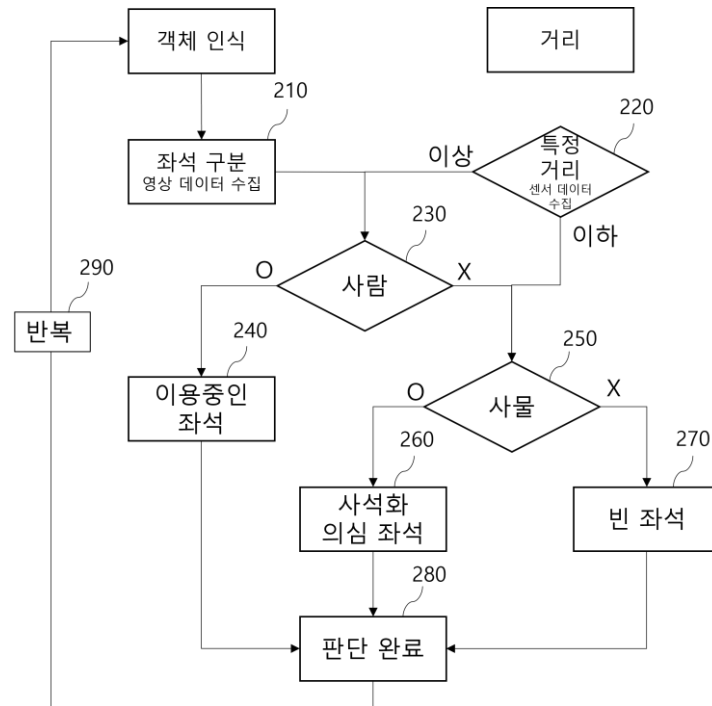 객체 인식
거리
210
220
좌석 구분
영상 데이터 수집
이상
특정
거리
센서 데이터
수집
이하
230
O
사람
X
290
반복
240
이용중인
좌석
250
O
사물
X
260
사석화
의심 좌석
270
빈 좌석
280
판단 완료